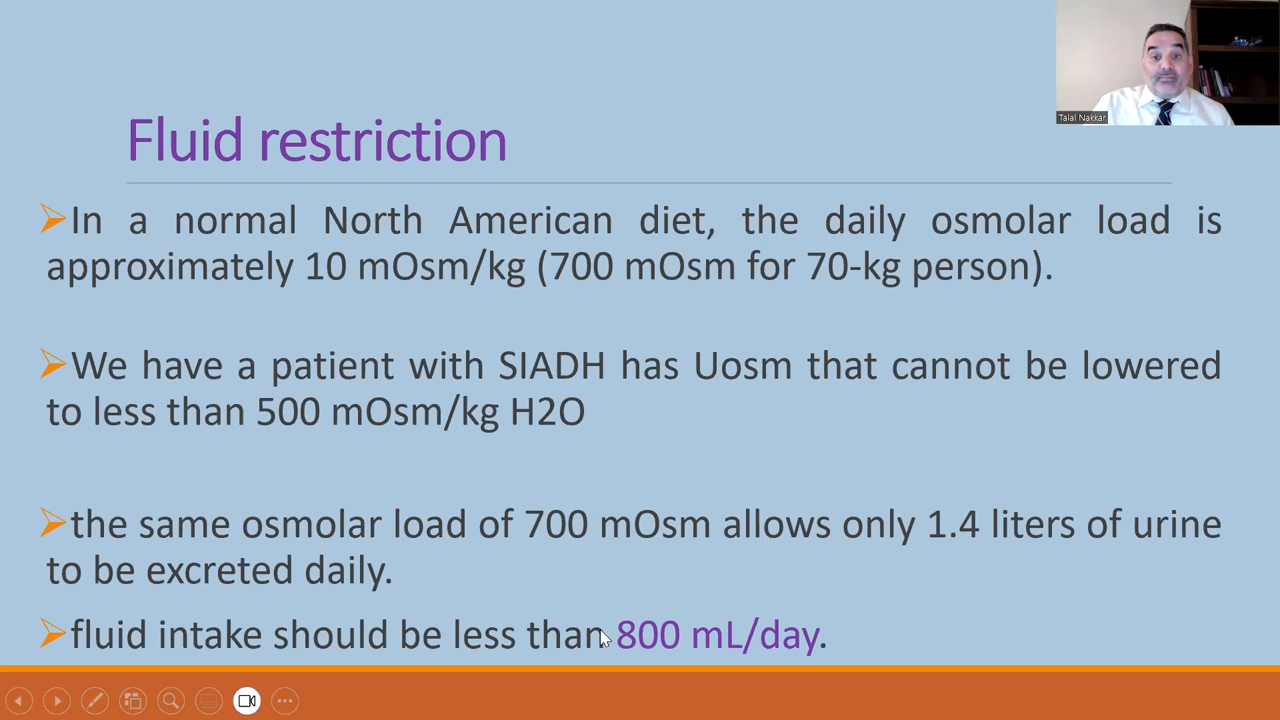 Talal Nakkar
Fluid restriction
In a normal North American diet, the daily osmolar load is
approximately 10 mOsm/kg (700 mOsm for 70-kg person).
We have a patient with SIADH has Uosm that cannot be lowered
to less than 500 mOsm/kg H2O
the same osmolar load of 700 mOsm allows only 1.4 liters of urine
to be excreted daily.
fluid intake should be less than 800 mL/day.